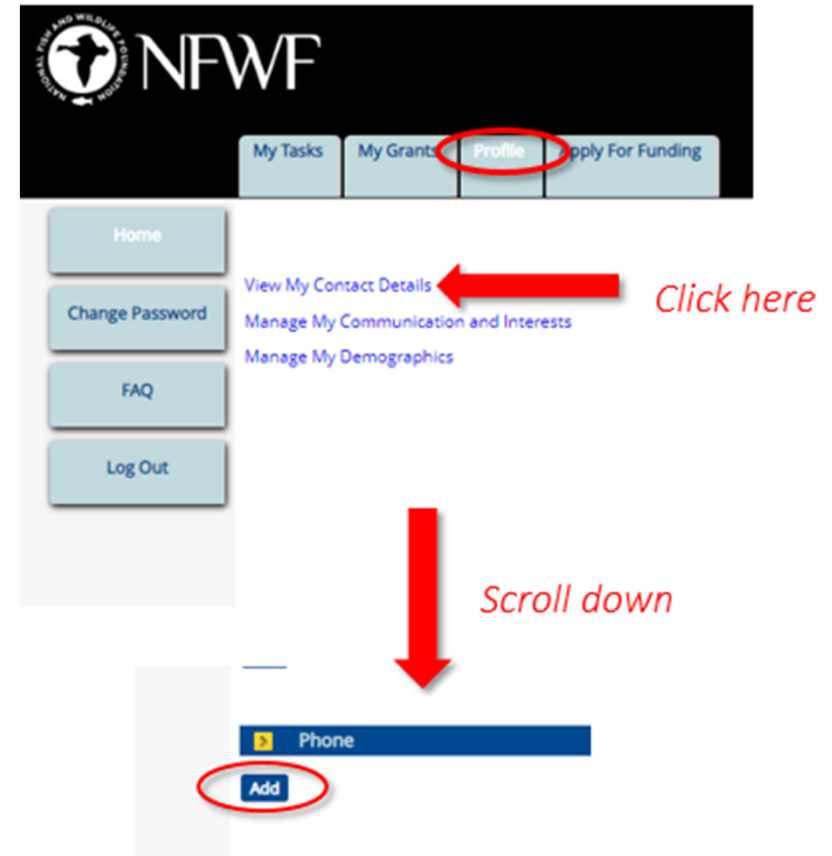 NATIONAL FISH AND WILDLIFE FOUNDATION
NFWF
My Tasks
My Grants
Profile
Apply For Funding
Home
Change Password
FAQ
Log Out
View My Contact Details
Manage My Communication and Interests
Manage My Demographics
Click here
Scroll down
Phone
Add